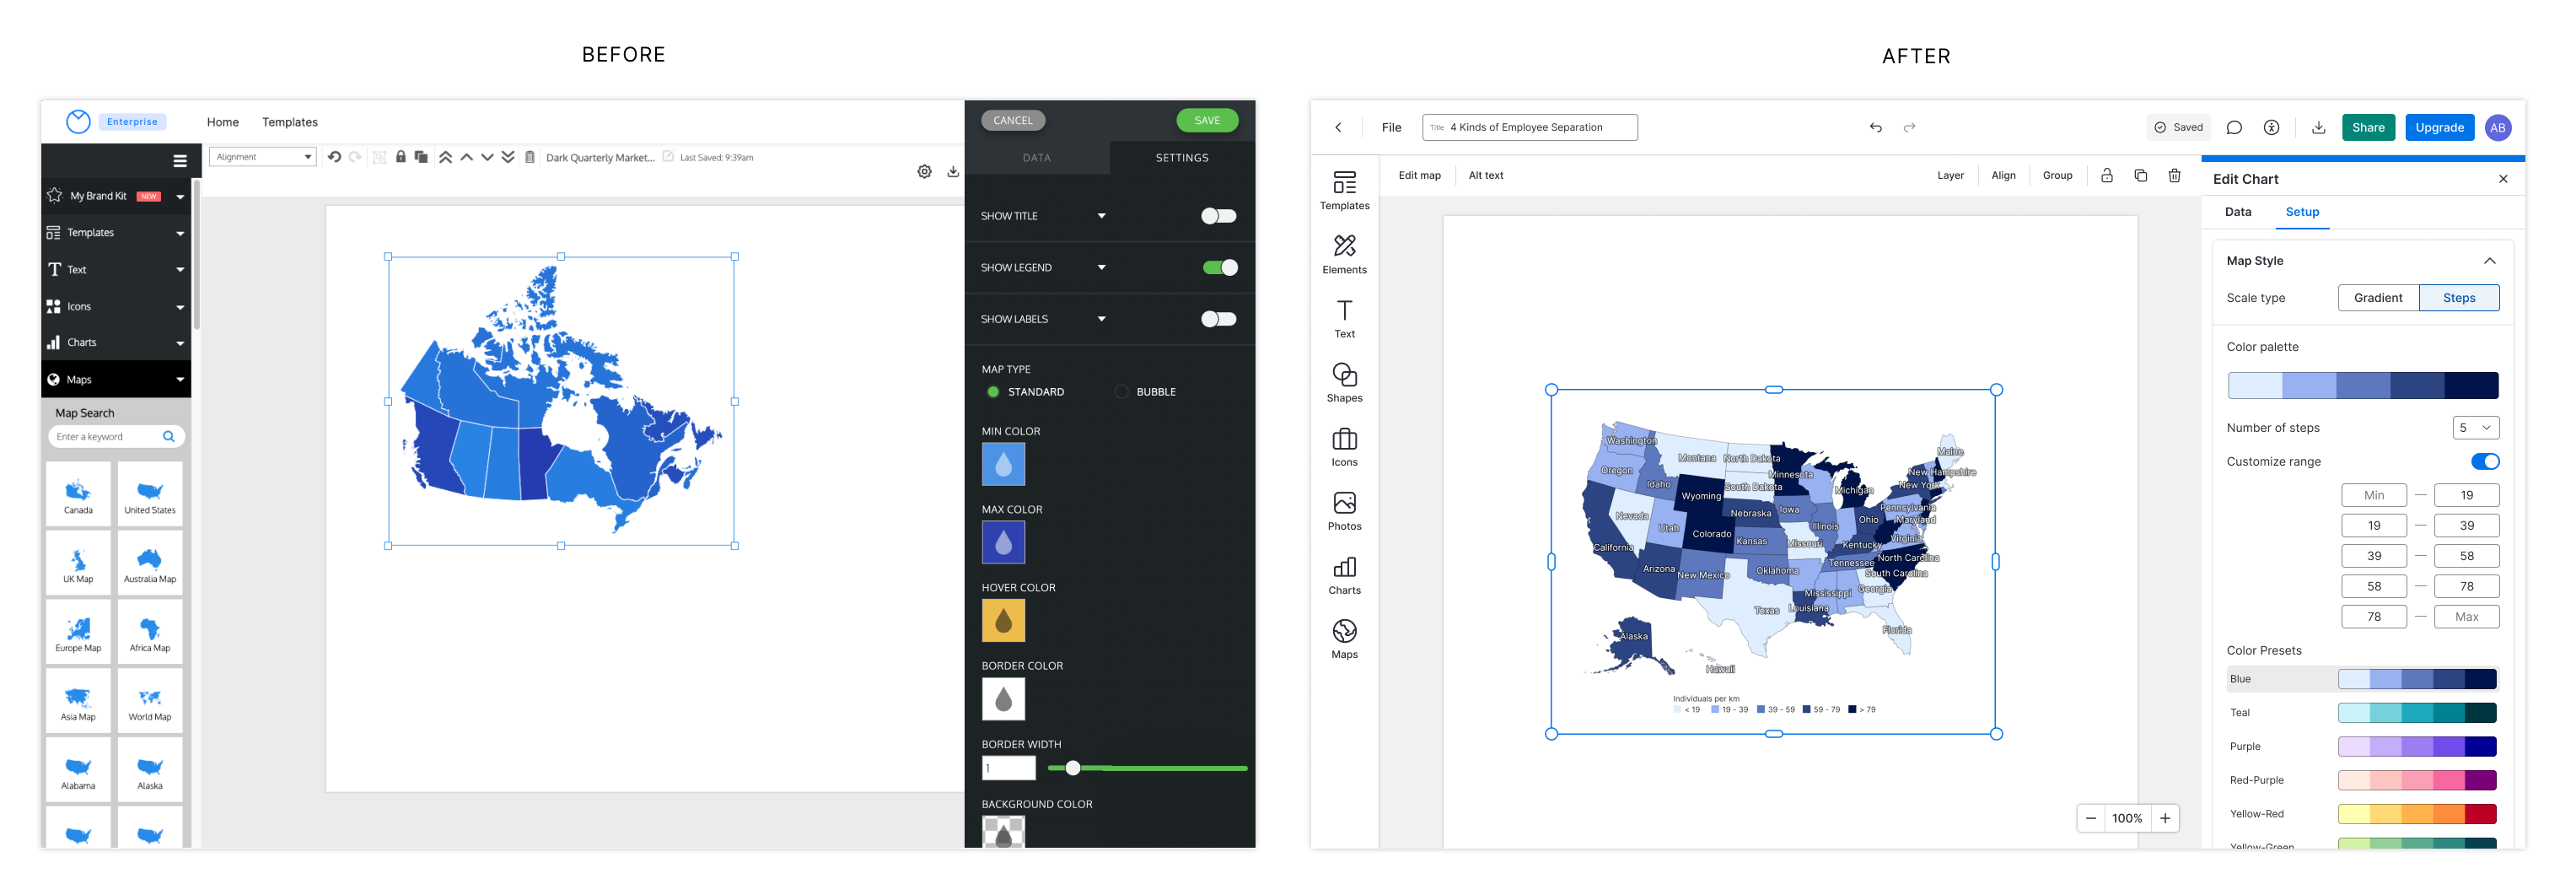 BEFORE
Enterprise
Home
Templates
Alignment
Dark Quarterly Market...
Last Saved: 9:39am
My Brand Kit
NEW
Templates
Text
Icons
Charts
Maps
Map Search
Enter a keyword
Canada
United States
UK Map
Australia Map
Europe Map
Africa Map
Asia Map
World Map
Alabama
Alaska
CANCEL
SAVE
DATA
SETTINGS
SHOW TITLE
SHOW LEGEND
SHOW LABELS
MAP TYPE
STANDARD
BUBBLE
MIN COLOR
MAX COLOR
HOVER COLOR
BORDER COLOR
BORDER WIDTH
1
BACKGROUND COLOR
AFTER
File
Title 4 Kinds of Employee Separation
Saved
Share
Upgrade
AB
Templates
Elements
Text
Shapes
Icons
Photos
Charts
Maps
Edit map
Alt text
Layer
Align
Group
Washington
Montana
North Dakota
Minnesota
Maine
Oregon
Idaho
South Dakota
New Hampshire
New York
Wyoming
Michigan
Nevada
Utah
Nebraska
Iowa
Illinois
Ohio
Pennsylvania
Maryland
California
Colorado
Kansas
Missouri
Kentucky
Virginia
Arizona
New Mexico
Oklahoma
Tennessee
North Carolina
South Carolina
Mississippi
Georgia
Texas
Louisiana
Florida
Alaska
Hawaii
Individuals per km
< 19
19 - 39
39 - 59
59 - 79
> 79
100%
Edit Chart
Data
Setup
Map Style
Scale type
Gradient
Steps
Color palette
Number of steps
5
Customize range
Min — 19
19 — 39
39 — 58
58 — 78
78 — Max
Color Presets
Blue
Teal
Purple
Red-Purple
Yellow-Red
Yellow-Green